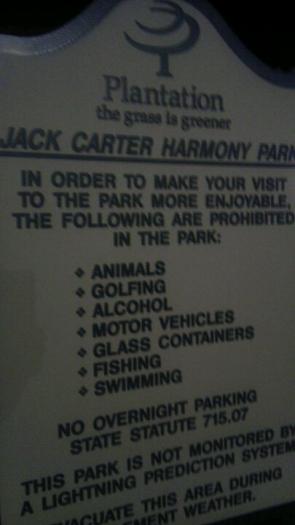 Plantation
the grass is greener
JACK CARTER HARMONY PARK
IN ORDER TO MAKE YOUR VISIT
TO THE PARK MORE ENJOYABLE,
THE FOLLOWING ARE PROHIBITED
IN THE PARK:
❖ ANIMALS
❖ GOLFING
❖ ALCOHOL
❖ MOTOR VEHICLES
❖ GLASS CONTAINERS
❖ FISHING
❖ SWIMMING
NO OVERNIGHT PARKING
STATE STATUTE 715.07
THIS PARK IS NOT MONITORED BY
A LIGHTNING PREDICTION SYSTEM
THIS AREA DURING
WEATHER.